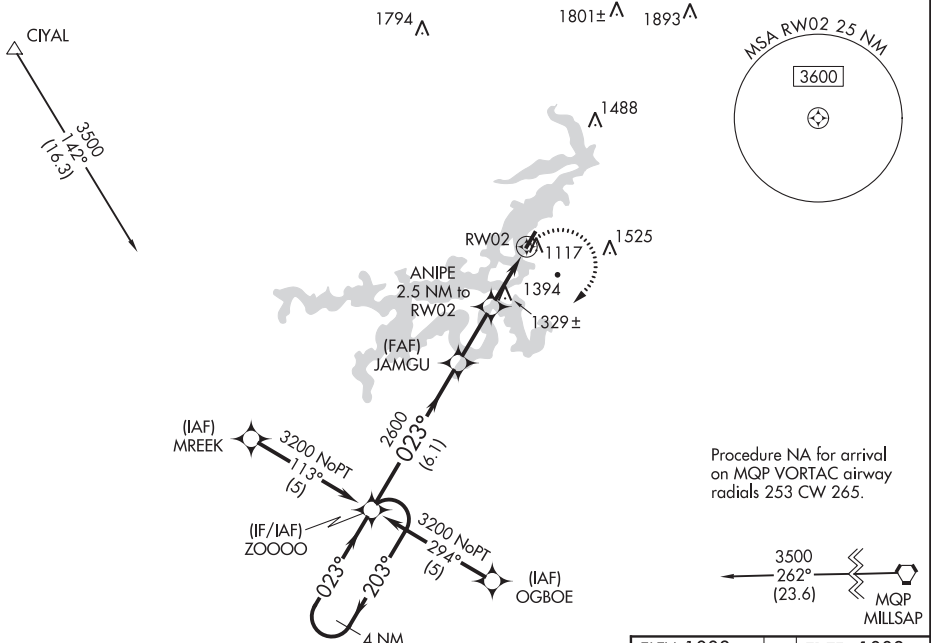 1794
1801±
1893
CIYAL
MSA RW02 25 NM
3600
3500
142°
(16.3)
1488
RW02
1117
1525
ANIPE
2.5 NM to
RW02
1394
1329±
(FAF)
JAMGU
2600
023°
(6.1)
(IAF)
MREEK
3200 NoPT
113°
(5)
Procedure NA for arrival
on MQP VORTAC airway
radials 253 CW 265.
(IF/IAF)
ZOOOO
3200 NoPT
294°
(5)
(IAF)
OGBOE
023°
203°
4 NM
3500
262°
(23.6)
MQP
MILLSAP